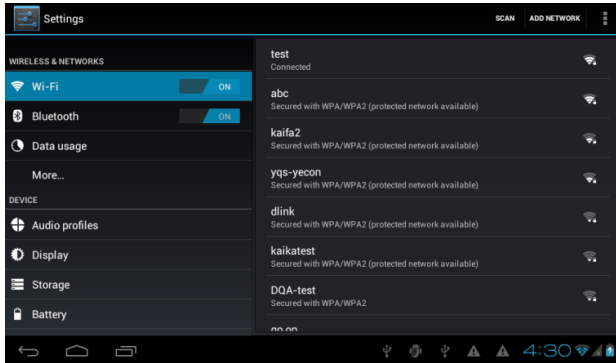 Settings
SCAN
ADD NETWORK
WIRELESS & NETWORKS
Wi-Fi
ON
Bluetooth
ON
Data usage
More...
DEVICE
Audio profiles
Display
Storage
Battery
test
Connected
abc
Secured with WPA/WPA2 (protected network available)
kaifa2
Secured with WPA/WPA2 (protected network available)
yqs-yecon
Secured with WPA/WPA2 (protected network available)
dlink
Secured with WPA/WPA2 (protected network available)
kaikatest
Secured with WPA/WPA2 (protected network available)
DQA-test
Secured with WPA/WPA2
4:30